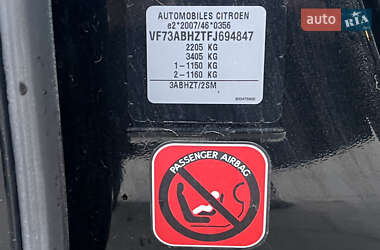 AUTO RIA
AUTOMOBILES CITROEN
e2*2007/46*0356
VF73ABHZTFJ694847
2205 KG
3405 KG
1-1150 KG
2-1160 KG
3ABHZT/2SM
PASSENGER AIRBAG